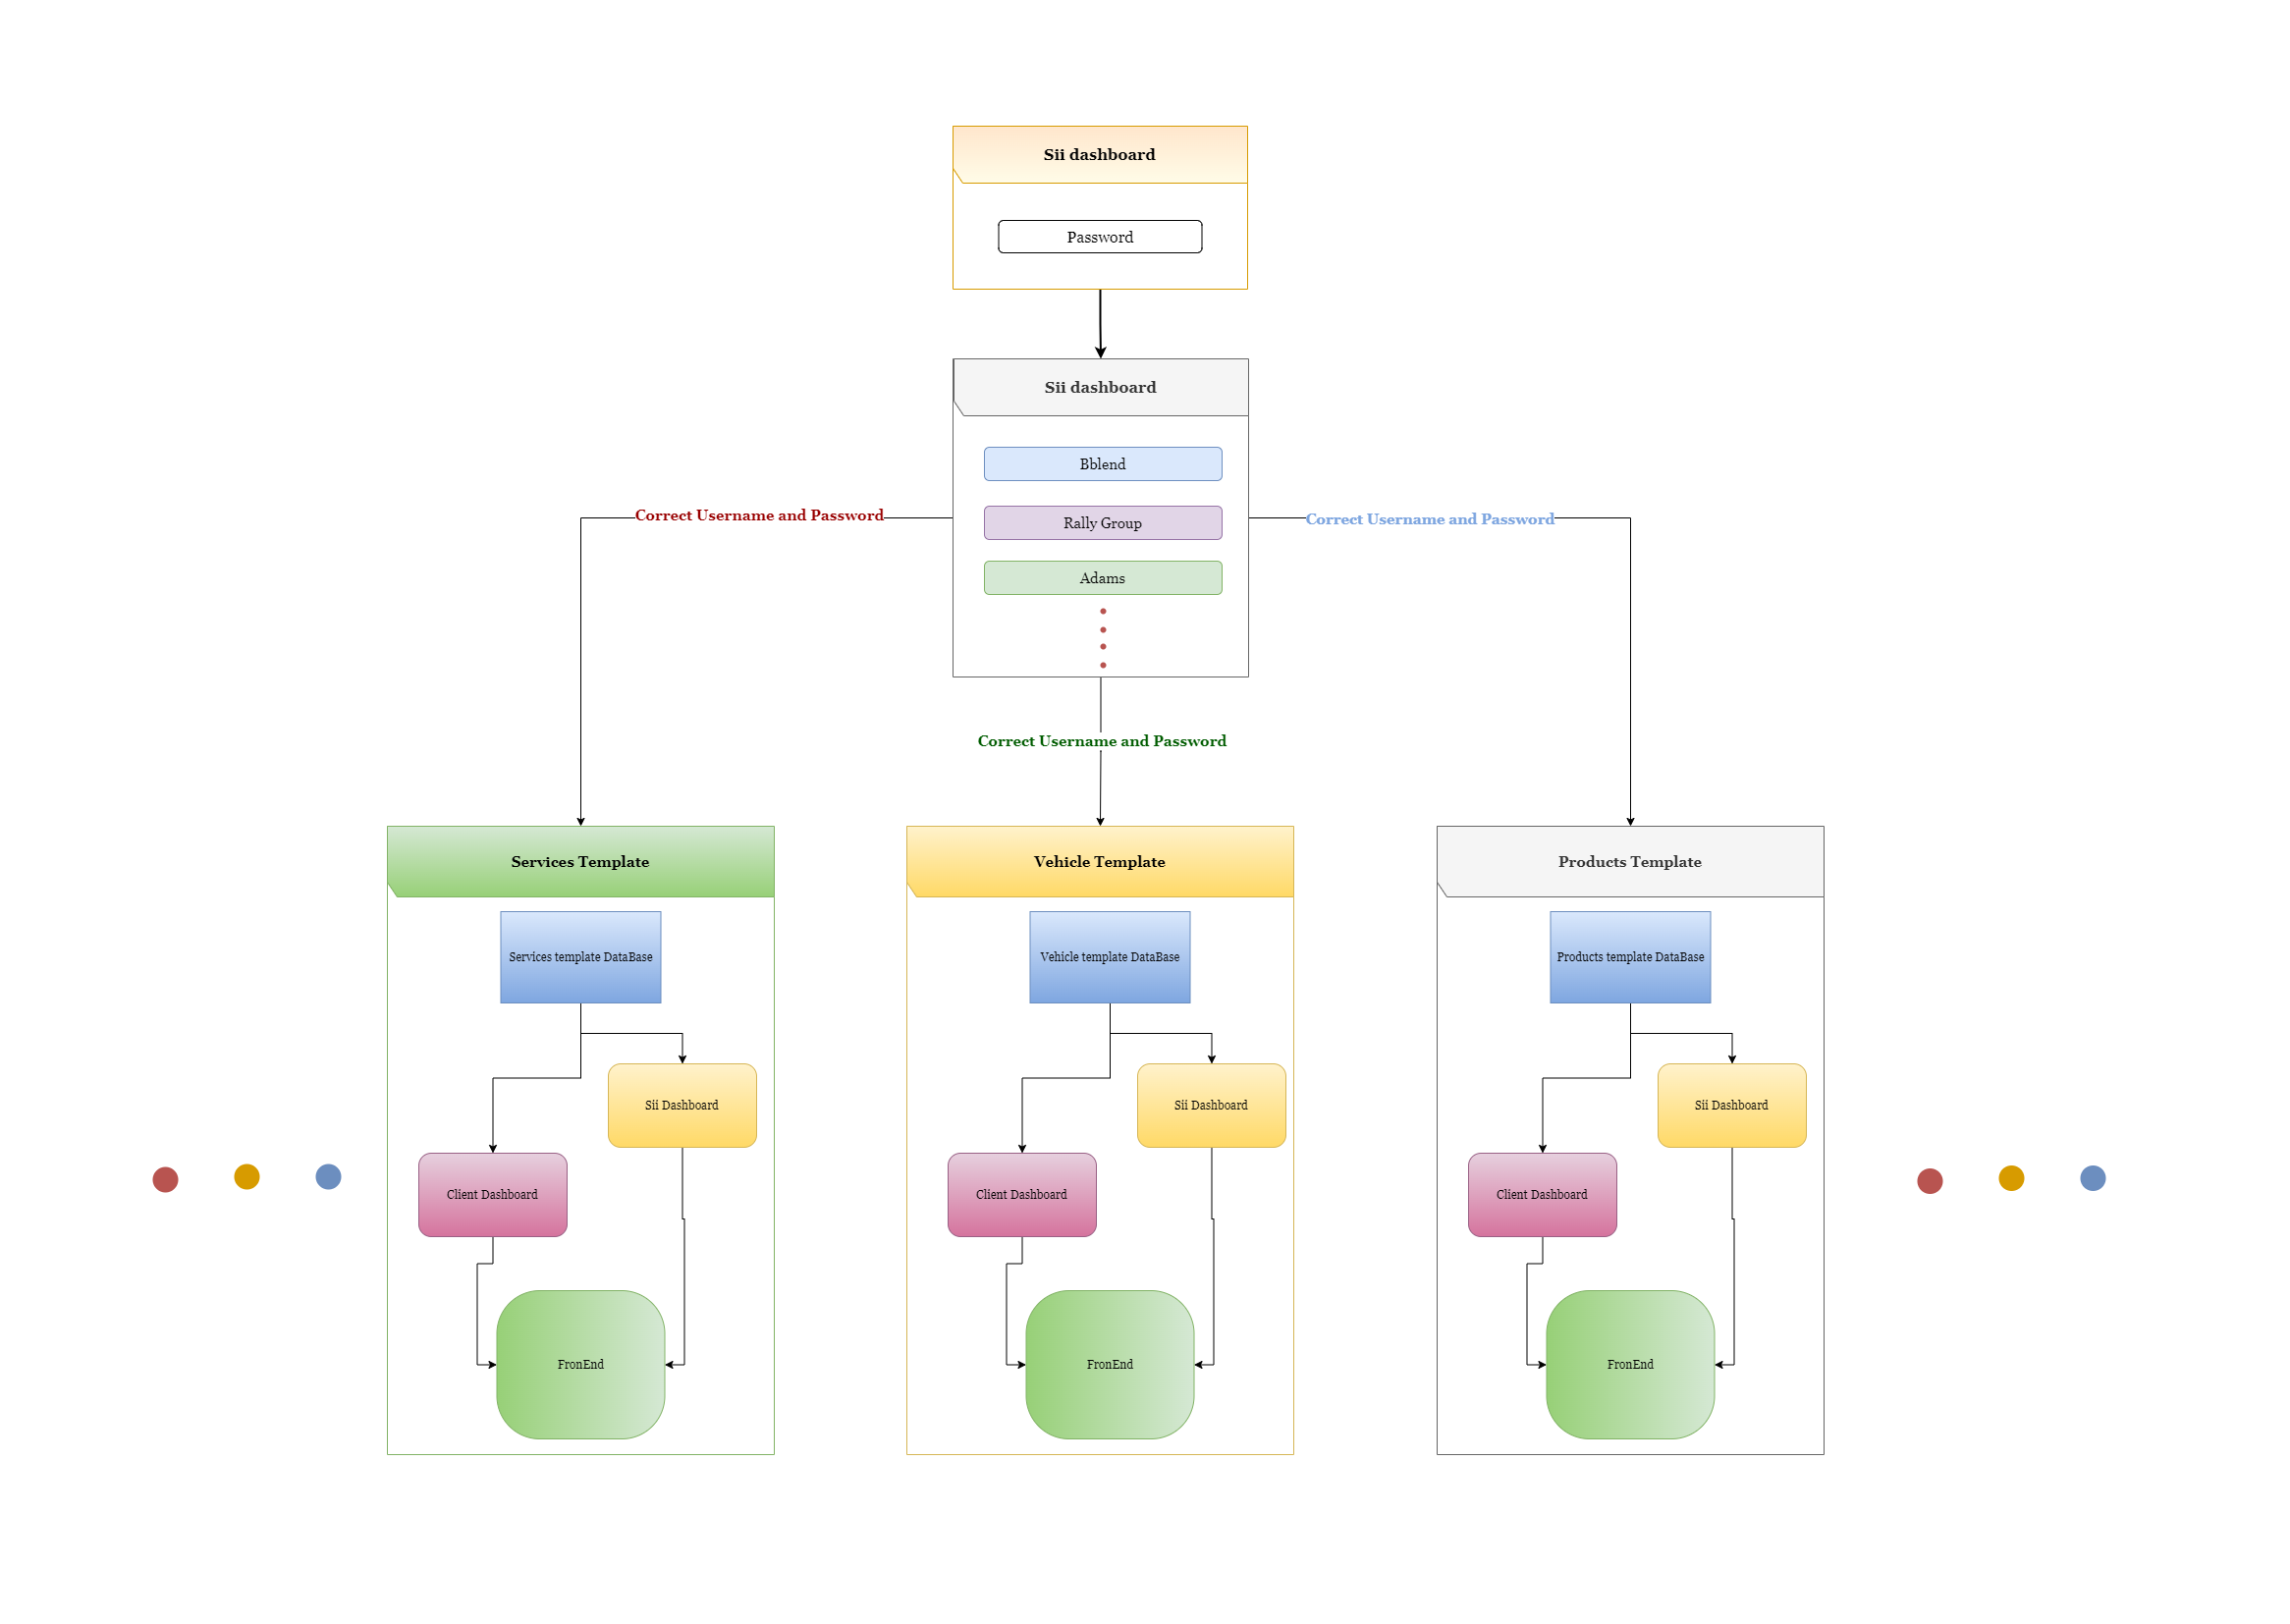 Sii dashboard
Password
Sii dashboard
Bblend
Rally Group
Adams
Correct Username and Password
Correct Username and Password
Correct Username and Password
Services Template
Vehicle Template
Products Template
Services template DataBase
Vehicle template DataBase
Products template DataBase
Sii Dashboard
Sii Dashboard
Sii Dashboard
Client Dashboard
Client Dashboard
Client Dashboard
FronEnd
FronEnd
FronEnd